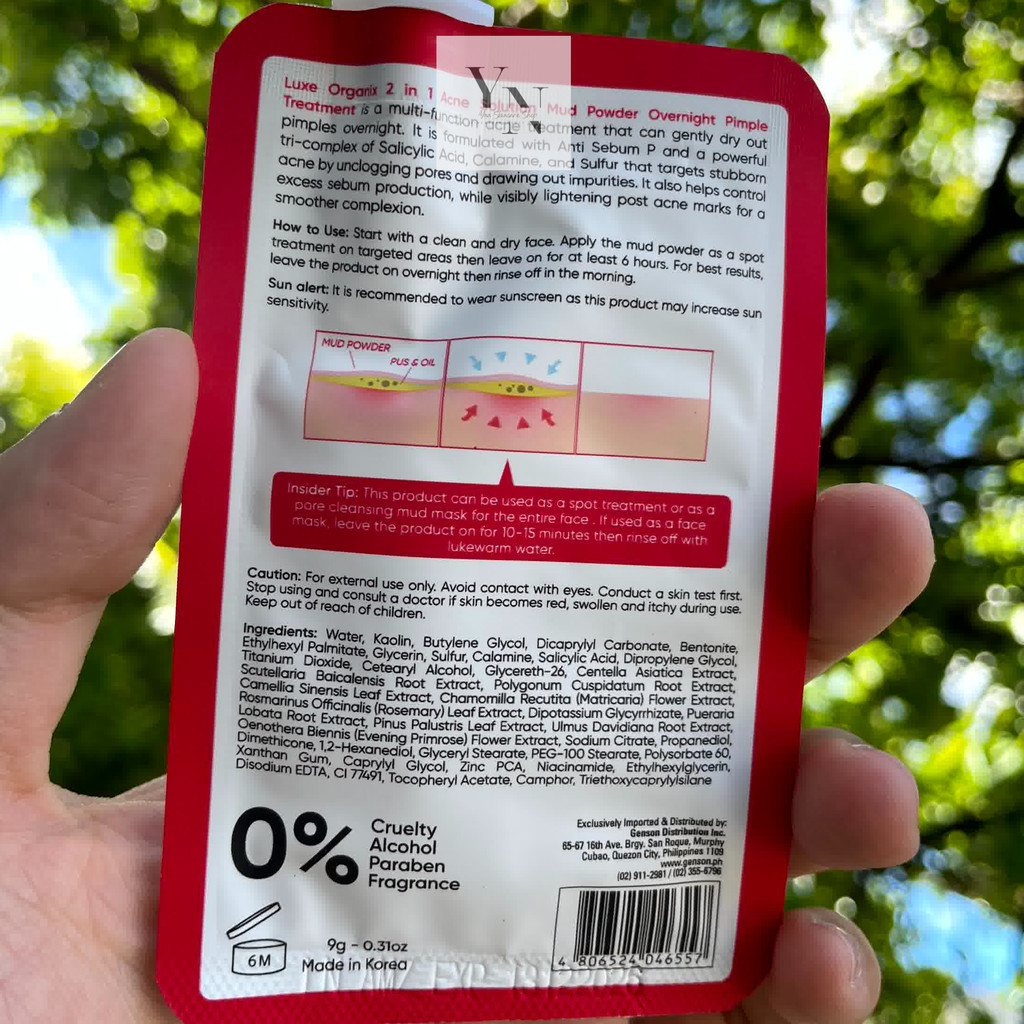 YN
Luxe Organix 2 in 1 Acne Solution Mud Powder Overnight Pimple
Treatment is a multi-function acne treatment that can gently dry out
pimples overnight. It is formulated with Anti Sebum P and a powerful
tri-complex of Salicylic Acid, Calamine, and Sulfur that targets stubborn
acne by unclogging pores and drawing out impurities. It also helps control
excess sebum production, while visibly lightening post acne marks for a
smoother complexion.
How to Use: Start with a clean and dry face. Apply the mud powder as a spot
treatment on targeted areas then leave on for at least 6 hours. For best results,
leave the product on overnight then rinse off in the morning.
Sun alert: It is recommended to wear sunscreen as this product may increase sun
sensitivity.
MUD POWDER
PUS & OIL
Insider Tip: This product can be used as a spot treatment or as a
pore cleansing mud mask for the entire face . If used as a face
mask, leave the product on for 10-15 minutes then rinse off with
lukewarm water.
Caution: For external use only. Avoid contact with eyes. Conduct a skin test first.
Stop using and consult a doctor if skin becomes red, swollen and itchy during use.
Keep out of reach of children.
Ingredients: Water, Kaolin, Butylene Glycol, Dicaprylyl Carbonate, Bentonite,
Ethylhexyl Palmitate, Glycerin, Sulfur, Calamine, Salicylic Acid, Dipropylene Glycol,
Titanium Dioxide, Cetearyl Alcohol, Glycereth-26, Centella Asiatica Extract,
Scutellaria Baicalensis Root Extract, Polygonum Cuspidatum Root Extract,
Camellia Sinensis Leaf Extract, Chamomilla Recutita (Matricaria) Flower Extract,
Rosmarinus Officinalis (Rosemary) Leaf Extract, Dipotassium Glycyrrhizate, Pueraria
Lobata Root Extract, Pinus Palustris Leaf Extract, Ulmus Davidiana Root Extract,
Oenothera Biennis (Evening Primrose) Flower Extract, Sodium Citrate, Propanediol,
Dimethicone, 1,2-Hexanediol, Glyceryl Stearate, PEG-100 Stearate, Polysorbate 60,
Xanthan Gum, Caprylyl Glycol, Zinc PCA, Niacinamide, Ethylhexylglycerin,
Disodium EDTA, CI 77491, Tocopheryl Acetate, Camphor, Triethoxycaprylylsilane
0%
Cruelty
Alcohol
Paraben
Fragrance
Exclusively Imported & Distributed by:
Genson Distribution Inc.
65-67 16th Ave. Brgy. San Roque, Murphy
Cubao, Quezon City, Philippines 1109
www.genson.ph
(02) 911-2981 / (02) 355-6796
6M
9g - 0.31oz
Made in Korea
4 806524 046557
EXP